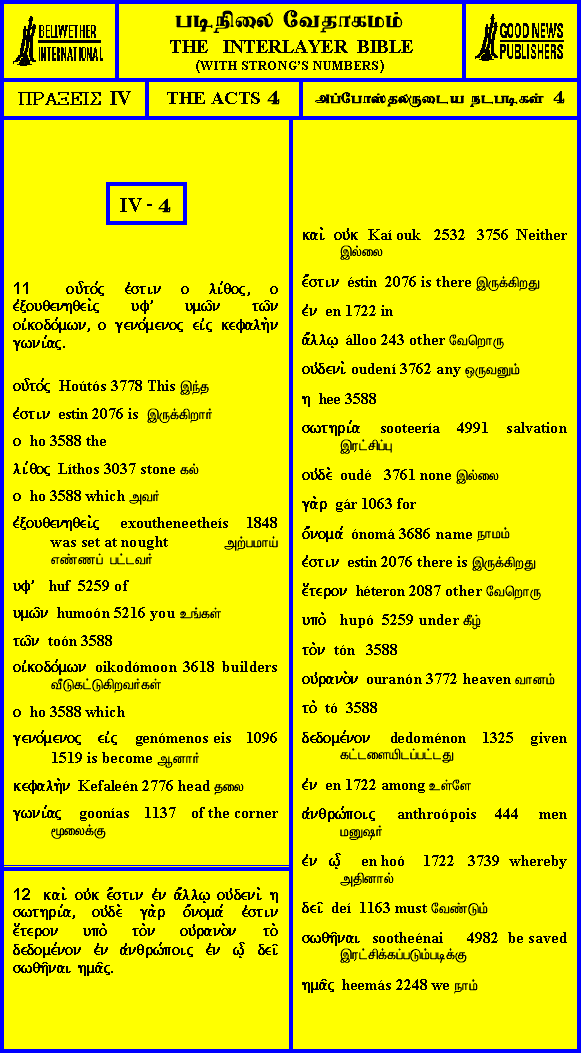 BELLWETHER
INTERNATIONAL
படிநிலை வேதாகமம்
THE INTERLAYER BIBLE
(WITH STRONG'S NUMBERS)
GOOD NEWS
PUBLISHERS
ΠΡΑΞΕΙΣ IV
THE ACTS 4
அப்போஸ்தலருடைய நடபடிகள் 4
IV - 4
11 οὗτός ἐστιν ο λίθος, ο
ἐξουθενηθεὶς υφ’ υμῶν τῶν
οἰκοδόμων, ο γενόμενος εἰς κεφαλὴν
γωνίας.
οὗτός Hoútós 3778 This இந்த
ἐστιν estin 2076 is இருக்கிறார்
ο ho 3588 the
λίθος Líthos 3037 stone கல்
ο ho 3588 which அவர்
ἐξουθενηθεὶς exoutheneetheís 1848
was set at nought அற்பமாய்
எண்ணப் பட்டவர்
υφ’ huf 5259 of
υμῶν humoón 5216 you உங்கள்
τῶν toón 3588
οἰκοδόμων oikodómoon 3618 builders
வீடுகட்டுகிறவர்கள்
ο ho 3588 which
γενόμενος εἰς genómenos eis 1096
1519 is become ஆனார்
κεφαλὴν Kefaleén 2776 head தலை
γωνίας goonías 1137 of the corner
மூலைக்கு
12 καὶ οὐκ ἔστιν ἐν ἄλλῳ οὐδενὶ η
σωτηρία, οὐδὲ γὰρ ὄνομά ἐστιν
ἕτερον υπὸ τὸν οὐρανὸν τὸ
δεδομένον ἐν ἀνθρώποις ἐν ᾧ δεῖ
σωθῆναι ημᾶς.
καὶ οὐκ Kaí ouk 2532 3756 Neither
இல்லை
ἔστιν éstin 2076 is there இருக்கிறது
ἐν en 1722 in
ἄλλῳ álloo 243 other வேறொரு
οὐδενὶ oudení 3762 any ஒருவனும்
η hee 3588
σωτηρία sooteería 4991 salvation
இரட்சிப்பு
οὐδὲ oudé 3761 none இல்லை
γὰρ gár 1063 for
ὄνομά ónomá 3686 name நாமம்
ἐστιν estin 2076 there is இருக்கிறது
ἕτερον héteron 2087 other வேறொரு
υπὸ hupó 5259 under கீழ்
τὸν tón 3588
οὐρανὸν ouranón 3772 heaven வானம்
τὸ tó 3588
δεδομένον dedoménon 1325 given
கட்டளையிடப்பட்டது
ἐν en 1722 among உள்ளே
ἀνθρώποις anthroópois 444 men
மனுஷர்
ἐν ᾧ en hoó 1722 3739 whereby
அதினால்
δεῖ deí 1163 must வேண்டும்
σωθῆναι sootheénai 4982 be saved
இரட்சிக்கப்படும்படிக்கு
ημᾶς heemás 2248 we நாம்